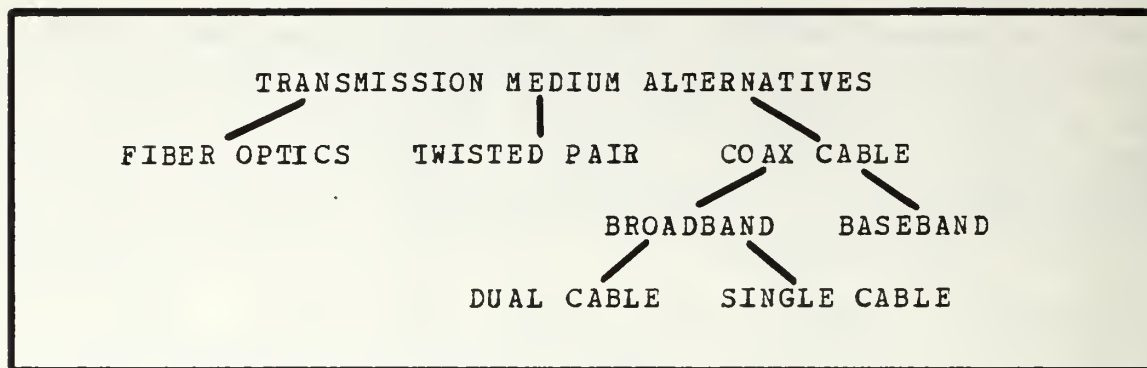 TRANSMISSION MEDIUM ALTERNATIVES
FIBER OPTICS TWISTED PAIR COAX CABLE
BROADBAND BASEBAND
DUAL CABLE SINGLE CABLE